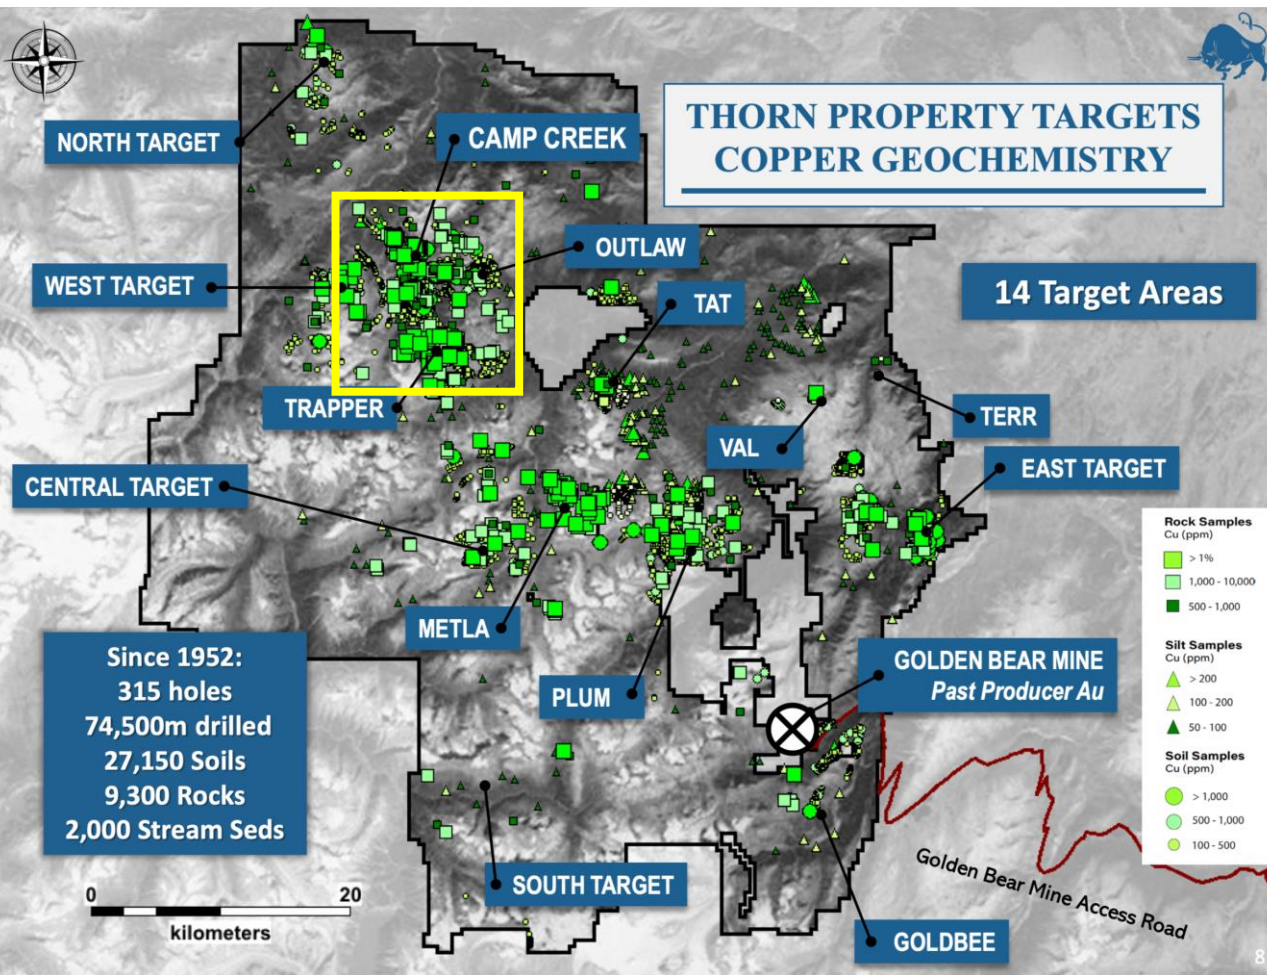 THORN PROPERTY TARGETS
COPPER GEOCHEMISTRY
NORTH TARGET
CAMP CREEK
OUTLAW
WEST TARGET
14 Target Areas
TAT
TRAPPER
TERR
VAL
EAST TARGET
CENTRAL TARGET
Rock Samples
Cu (ppm)
> 1%
1,000 - 10,000
500 - 1,000
Silt Samples
Cu (ppm)
> 200
100 - 200
50 - 100
Soil Samples
Cu (ppm)
> 1,000
500 - 1,000
100 - 500
METLA
Since 1952:
315 holes
74,500m drilled
27,150 Soils
9,300 Rocks
2,000 Stream Seds
GOLDEN BEAR MINE
Past Producer Au
PLUM
Golden Bear Mine Access Road
SOUTH TARGET
0 20
kilometers
GOLDBEE
8